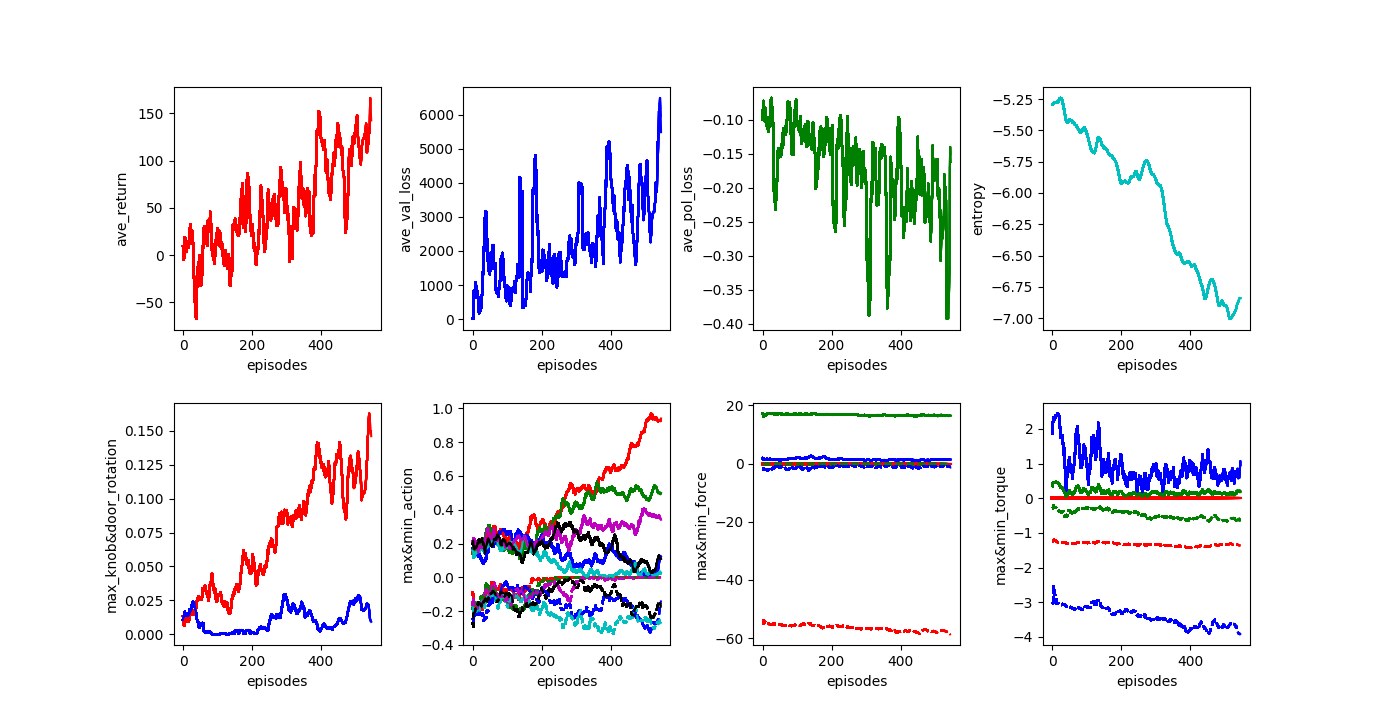 ave_return
150
100
50
0
−50
0 200 400
episodes
ave_val_loss
6000
5000
4000
3000
2000
1000
0
0 200 400
episodes
ave_pol_loss
−0.10
−0.15
−0.20
−0.25
−0.30
−0.35
−0.40
0 200 400
episodes
entropy
−5.25
−5.50
−5.75
−6.00
−6.25
−6.50
−6.75
−7.00
0 200 400
episodes
max_knob&door_rotation
0.150
0.125
0.100
0.075
0.050
0.025
0.000
0 200 400
episodes
max&min_action
1.0
0.8
0.6
0.4
0.2
0.0
−0.2
−0.4
0 200 400
episodes
max&min_force
20
0
−20
−40
−60
0 200 400
episodes
max&min_torque
2
1
0
−1
−2
−3
−4
0 200 400
episodes